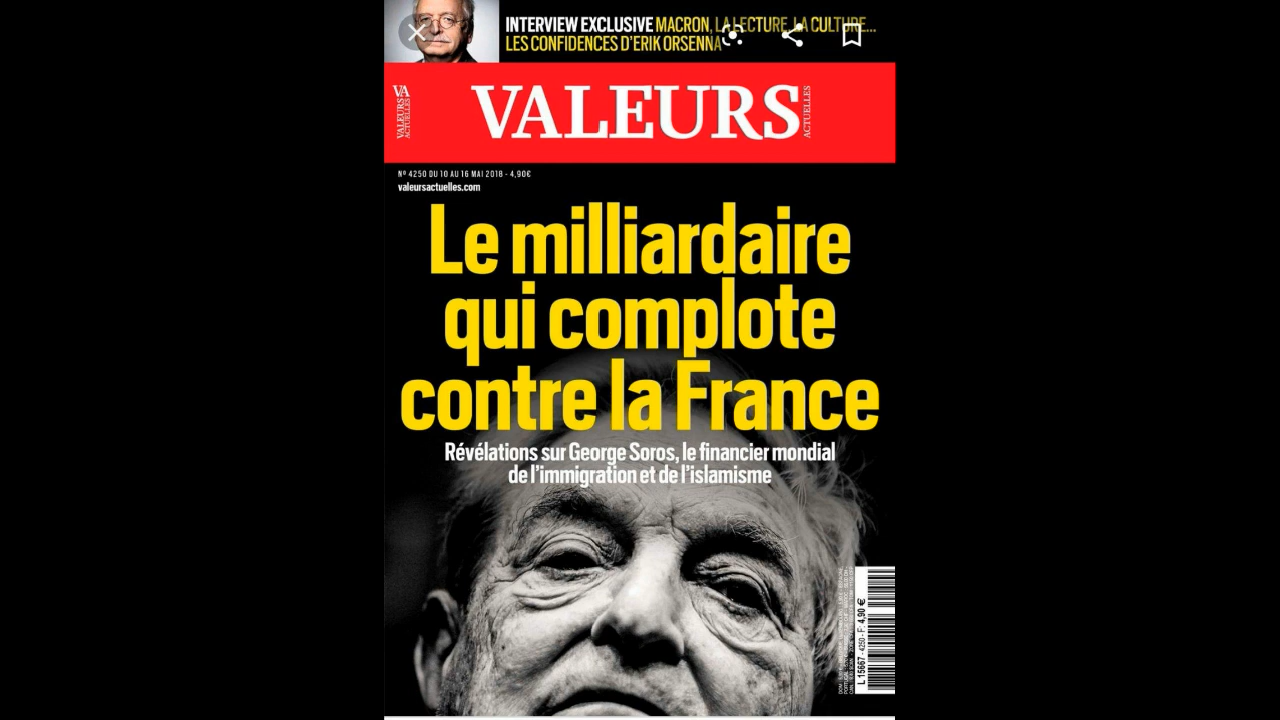 INTERVIEW EXCLUSIVE MACRON, LA LECTURE, LA CULTURE...
LES CONFIDENCES D'ERIK ORSENNA
VA
VALEURS
ACTUELLES
VALEURS
ACTUELLES
Nº 4250 DU 10 AU 16 MAI 2018 - 4,90€
valeursactuelles.com
Le milliardaire
qui complote
contre la France
Révélations sur George Soros, le financier mondial
de l'immigration et de l'islamisme
L 15667 - 4250 - F: 4,90 €